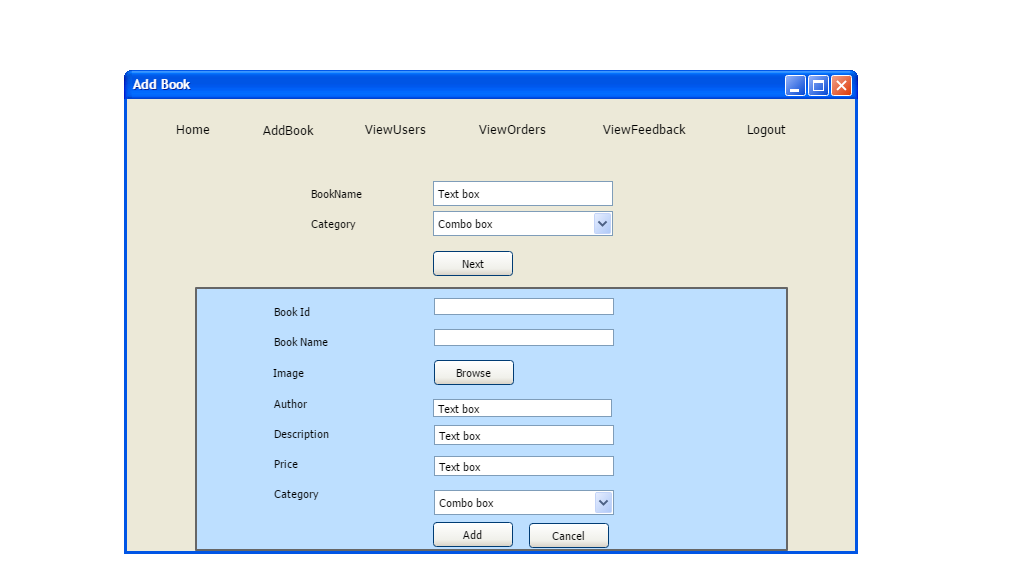 Add Book
Home AddBook ViewUsers ViewOrders ViewFeedback Logout
BookName Text box
Category Combo box
Next
Book Id
Book Name
Image Browse
Author Text box
Description Text box
Price Text box
Category Combo box
Add Cancel